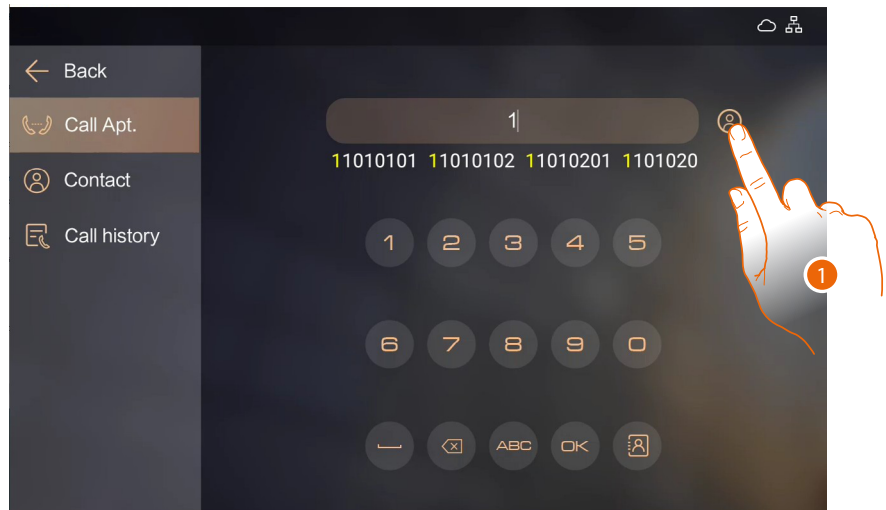 Back
Call Apt.
Contact
Call history
1
11010101 11010102 11010201 1101020
1 2 3 4 5
6 7 8 9 0
ABC OK
1